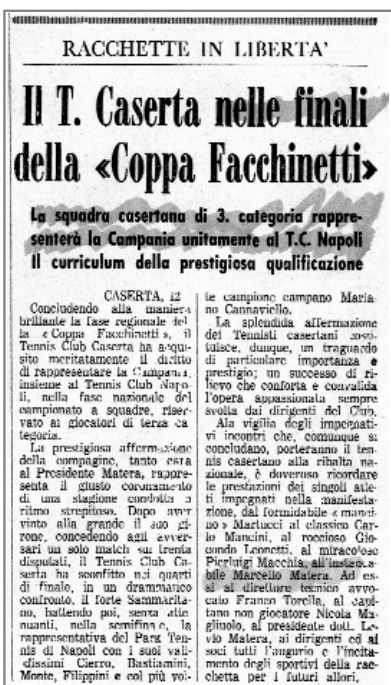 RACCHETTE IN LIBERTA'
Il T. Caserta nelle finali
della «Coppa Facchinetti»
La squadra casertana di 3. categoria rappre-
senterà la Campania unitamente al T.C. Napoli
Il curriculum della prestigiosa qualificazione
CASERTA, 12
Concludendo alla maniera
brillante la fase regionale del
la «Coppa Facchinetti», il
Tennis Club Caserta ha acqui-
sito meritatamente il diritto
di rappresentare la Campania,
insieme al Tennis Club Napo-
li, nella fase nazionale del
campionato a squadre, riser-
vato ai giocatori di terza ca-
tegoria.
La prestigiosa affermazione
della compagine, tanto cara
al Presidente Matera, rappre-
senta il giusto coronamento
di una stagione condotta a
ritmo strepitoso. Dopo aver
vinto alla grande il suo gi-
rone, concedendo agli avver-
sari un solo match su trenta
disputati, il Tennis Club Ca-
serta ha sconfitto nei quarti
di finale, in un drammatico
confronto, il forte Sammarita-
no, battendo poi, senza atte-
nuanti, nella semifinale, la
rappresentativa del Park Ten-
nis di Napoli con i suoi vali-
dissimi Cierro, Bastiamini,
Monte, Filippini e col più vol-
te campione campano Maria-
no Cannaviello.
La splendida affermazione
dei Tennisti casertani costi-
tuisce, dunque, un traguardo
di particolare importanza e
prestigio; un successo di ri-
lievo che conforta e convalida
l'opera appassionata sempre
svolta dai dirigenti del Club.
Ala vigilia degli impegnati-
vi incontri che, comunque si
concludano, porteranno il ten-
nis casertano alla ribalta na-
zionale, è doveroso ricordare
le prestazioni dei singoli atle-
ti impegnati nella manifesta-
zione, dal formidabile «manci-
no» Martucci al classico Car-
lo Mancini, al roccioso Gio-
condo Leonetti, al miracoloso
Pierluigi Macchia, all'instanca-
bile Marcello Matera. Ad es-
si al direttore tecnico avvo-
cato Franco Torella, al capi-
tano non giocatore Nicola Ma-
gliuolo, al presidente dott. Le-
vio Matera, ai dirigenti ed ai
soci tutti l'augurio e l'incita-
mento degli sportivi della rac-
chetta per i futuri allori.